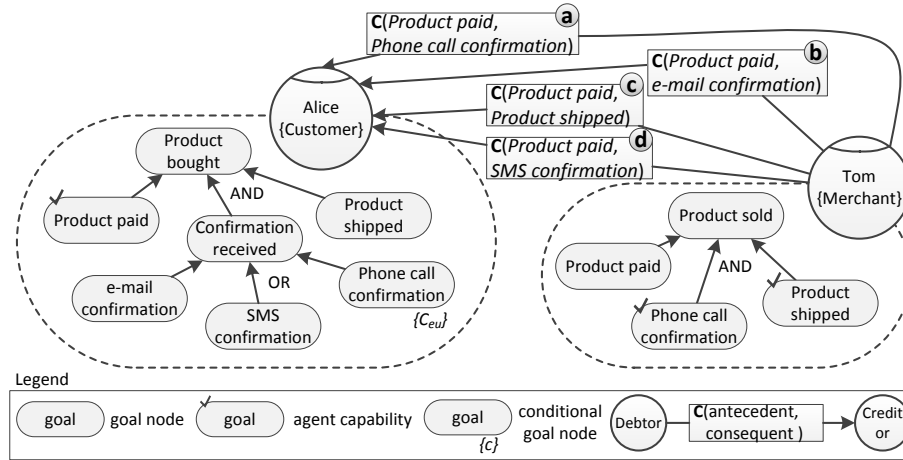 C(Product paid,
Phone call confirmation)
a
C(Product paid,
e-mail confirmation)
b
C(Product paid,
Product shipped)
c
C(Product paid,
SMS confirmation)
d
Alice
{Customer}
Tom
{Merchant}
Product
bought
AND
Product paid
Confirmation
received
Product
shipped
e-mail
confirmation
OR
SMS
confirmation
Phone call
confirmation
{Ceu}
Product sold
Product paid
AND
Phone call
confirmation
Product
shipped
Legend
goal
goal node
goal
agent capability
goal
{c}
conditional
goal node
Debtor
C(antecedent,
consequent )
Credit
or